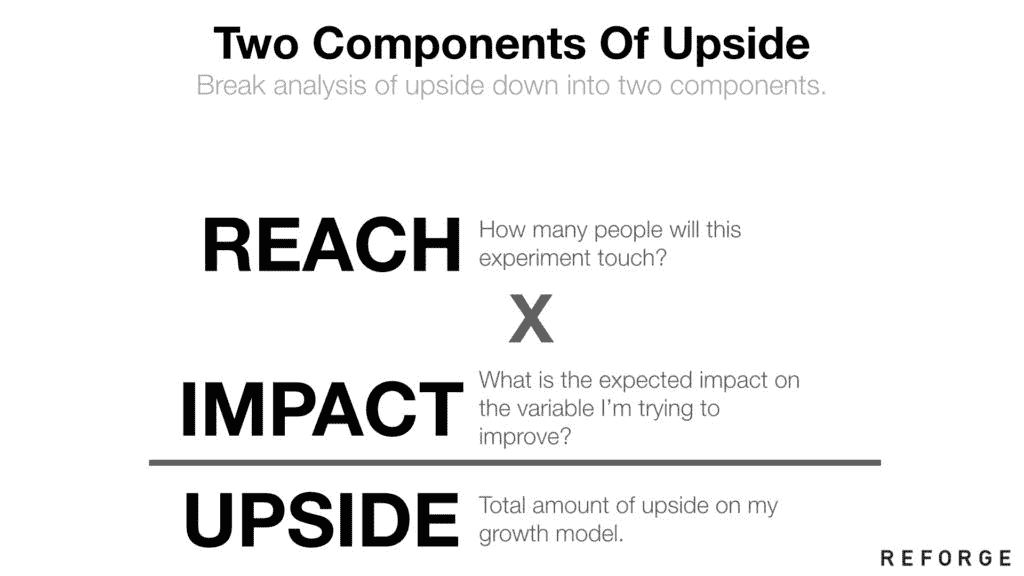 Two Components Of Upside
Break analysis of upside down into two components.
REACH
How many people will this
experiment touch?
X
IMPACT
What is the expected impact on
the variable I'm trying to
improve?
UPSIDE
Total amount of upside on my
growth model.
REFORGE